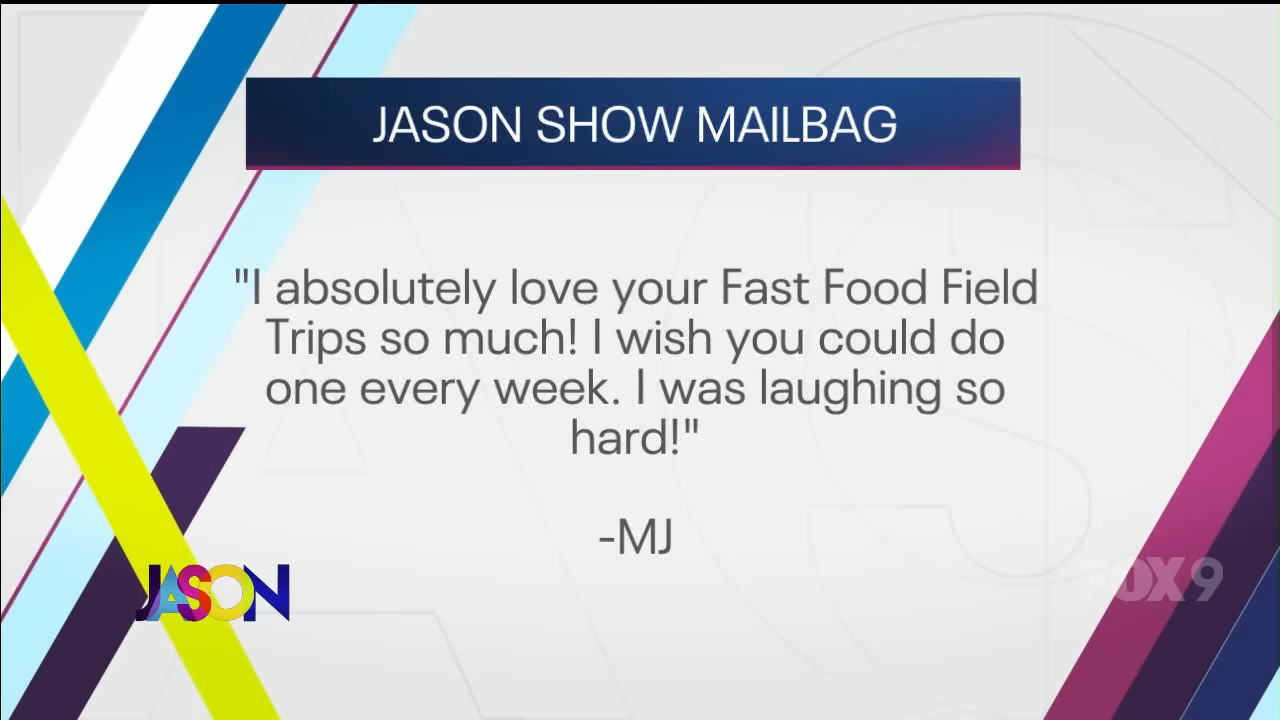 JASON SHOW MAILBAG
"I absolutely love your Fast Food Field
Trips so much! I wish you could do
one every week. I was laughing so
hard!"
-MJ
JASON
FOX9